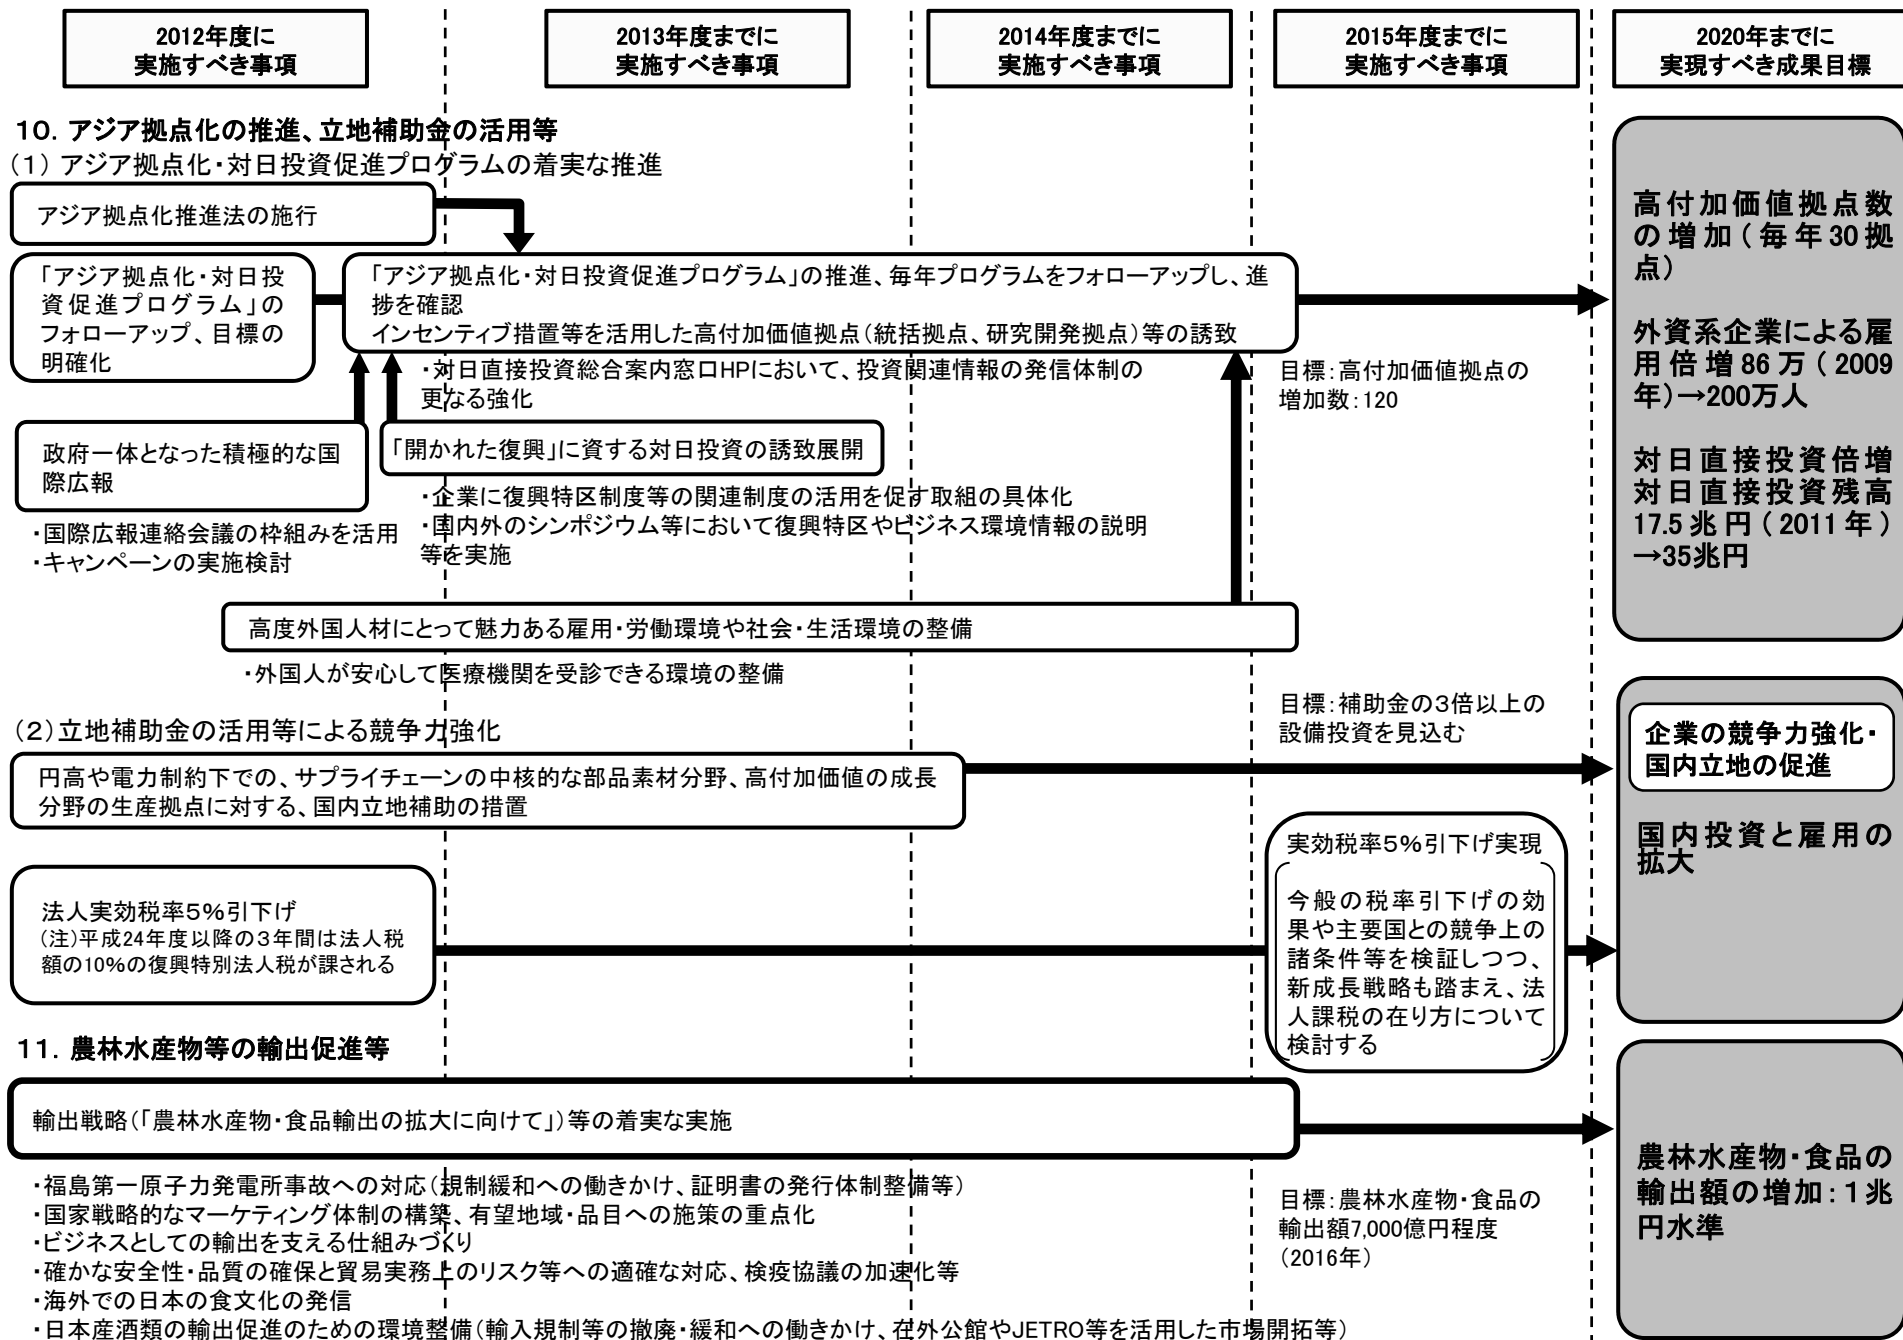 2012年度に
実施すべき事項
2013年度までに
実施すべき事項
2014年度までに
実施すべき事項
2015年度までに
実施すべき事項
2020年までに
実現すべき成果目標
10．アジア拠点化の推進、立地補助金の活用等
（１）アジア拠点化・対日投資促進プログラムの着実な推進
アジア拠点化推進法の施行
「アジア拠点化・対日投
資促進プログラム」の
フォローアップ、目標の
明確化
「アジア拠点化・対日投資促進プログラム」の推進、毎年プログラムをフォローアップし、進
捗を確認
インセンティブ措置等を活用した高付加価値拠点（統括拠点、研究開発拠点）等の誘致
・対日直接投資総合案内窓口HPにおいて、投資関連情報の発信体制の
更なる強化
目標：高付加価値拠点の
増加数：120
政府一体となった積極的な国
際広報
・国際広報連絡会議の枠組みを活用
・キャンペーンの実施検討
「開かれた復興」に資する対日投資の誘致展開
・企業に復興特区制度等の関連制度の活用を促す取組の具体化
・国内外のシンポジウム等において復興特区やビジネス環境情報の説明
等を実施
高度外国人材にとって魅力ある雇用・労働環境や社会・生活環境の整備
・外国人が安心して医療機関を受診できる環境の整備
高付加価値拠点数
の増加（毎年30拠
点）
外資系企業による雇
用倍増86万（2009
年）→200万人
対日直接投資倍増
対日直接投資残高
17.5兆円（2011年）
→35兆円
（２）立地補助金の活用等による競争力強化
円高や電力制約下での、サプライチェーンの中核的な部品素材分野、高付加価値の成長
分野の生産拠点に対する、国内立地補助の措置
目標：補助金の３倍以上の
設備投資を見込む
法人実効税率５％引下げ
（注）平成24年度以降の３年間は法人税
額の10％の復興特別法人税が課される
実効税率５％引下げ実現
今般の税率引下げの効
果や主要国との競争上の
諸条件等を検証しつつ、
新成長戦略も踏まえ、法
人課税の在り方について
検討する
企業の競争力強化・
国内立地の促進
国内投資と雇用の
拡大
11．農林水産物等の輸出促進等
輸出戦略（「農林水産物・食品輸出の拡大に向けて」）等の着実な実施
・福島第一原子力発電所事故への対応（規制緩和への働きかけ、証明書の発行体制整備等）
・国家戦略的なマーケティング体制の構築、有望地域・品目への施策の重点化
・ビジネスとしての輸出を支える仕組みづくり
・確かな安全性・品質の確保と貿易実務上のリスク等への適確な対応、検疫協議の加速化等
・海外での日本の食文化の発信
・日本産酒類の輸出促進のための環境整備（輸入規制等の撤廃・緩和への働きかけ、在外公館やJETRO等を活用した市場開拓等）
目標：農林水産物・食品の
輸出額7,000億円程度
（2016年）
農林水産物・食品の
輸出額の増加：１兆
円水準